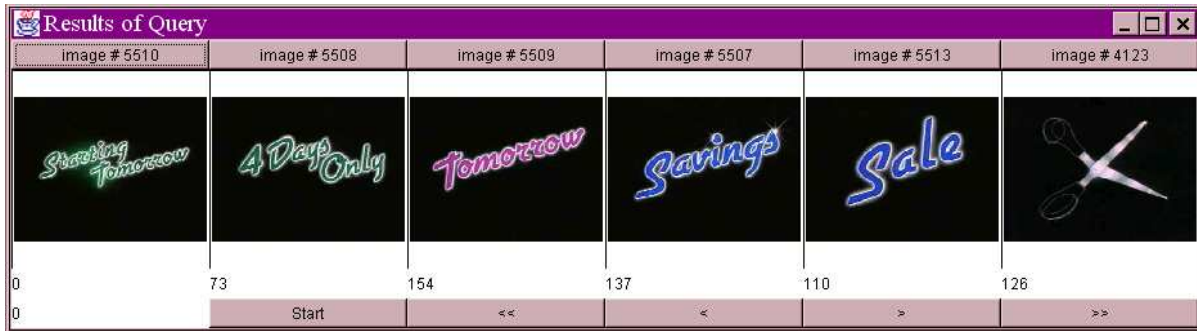 Results of Query
image # 5510 image # 5508 image # 5509 image # 5507 image # 5513 image # 4123
Starting
Tomorrow
4 Days
Only
Tomorrow
Savings
Sale
0 73 154 137 110 126
0 Start << < > >>